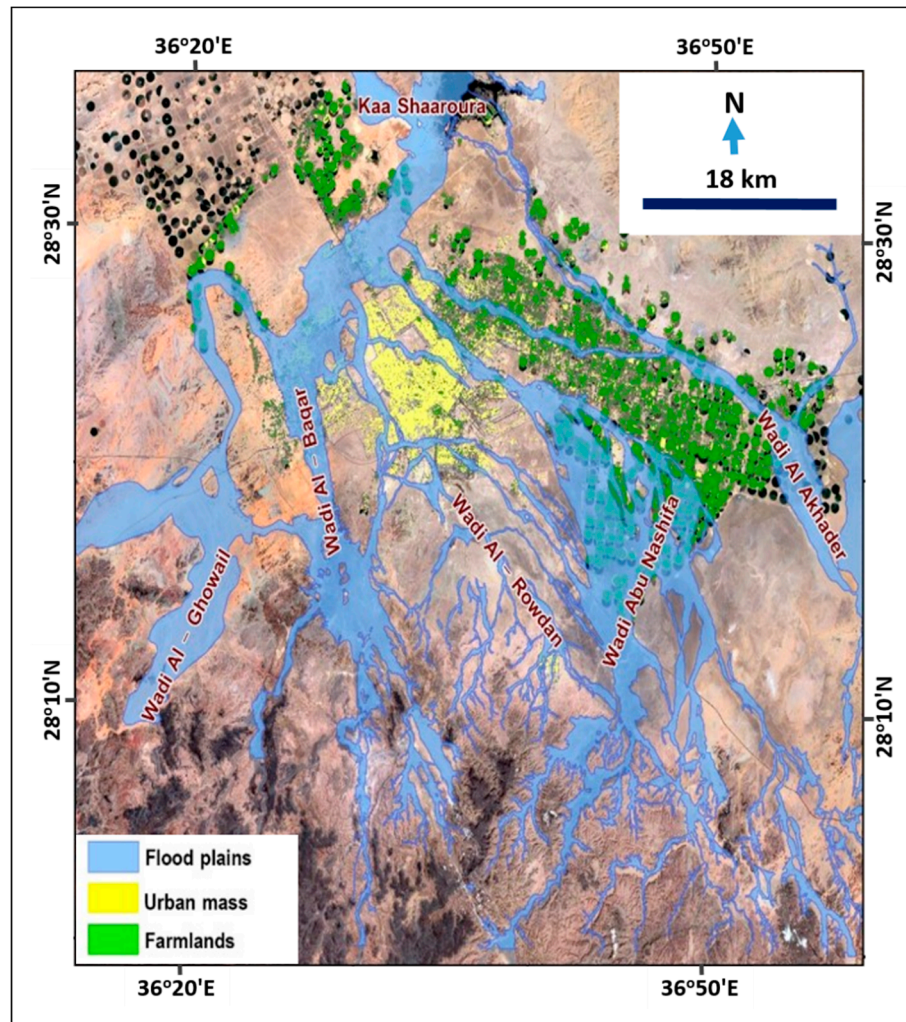 36°20'E
36°50'E
Kaa Shaaroura
N
18 km
28°30'N
28°30'N
Wadi Al – Baqar
Wadi Al Akhader
Wadi Al – Rowdan
Wadi Abu Nashifa
Wadi Al – Ghowail
28°10'N
28°10'N
Flood plains
Urban mass
Farmlands
36°20'E
36°50'E